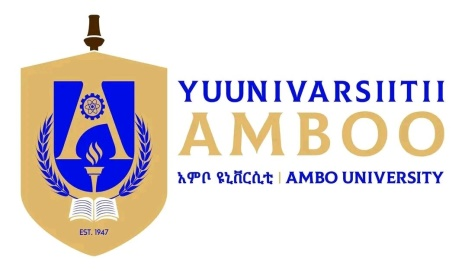 YUUNIVARSIITII
AMBOO
አምቦ ዩኒቨርሲቲ | AMBO UNIVERSITY
A
EST. 1947